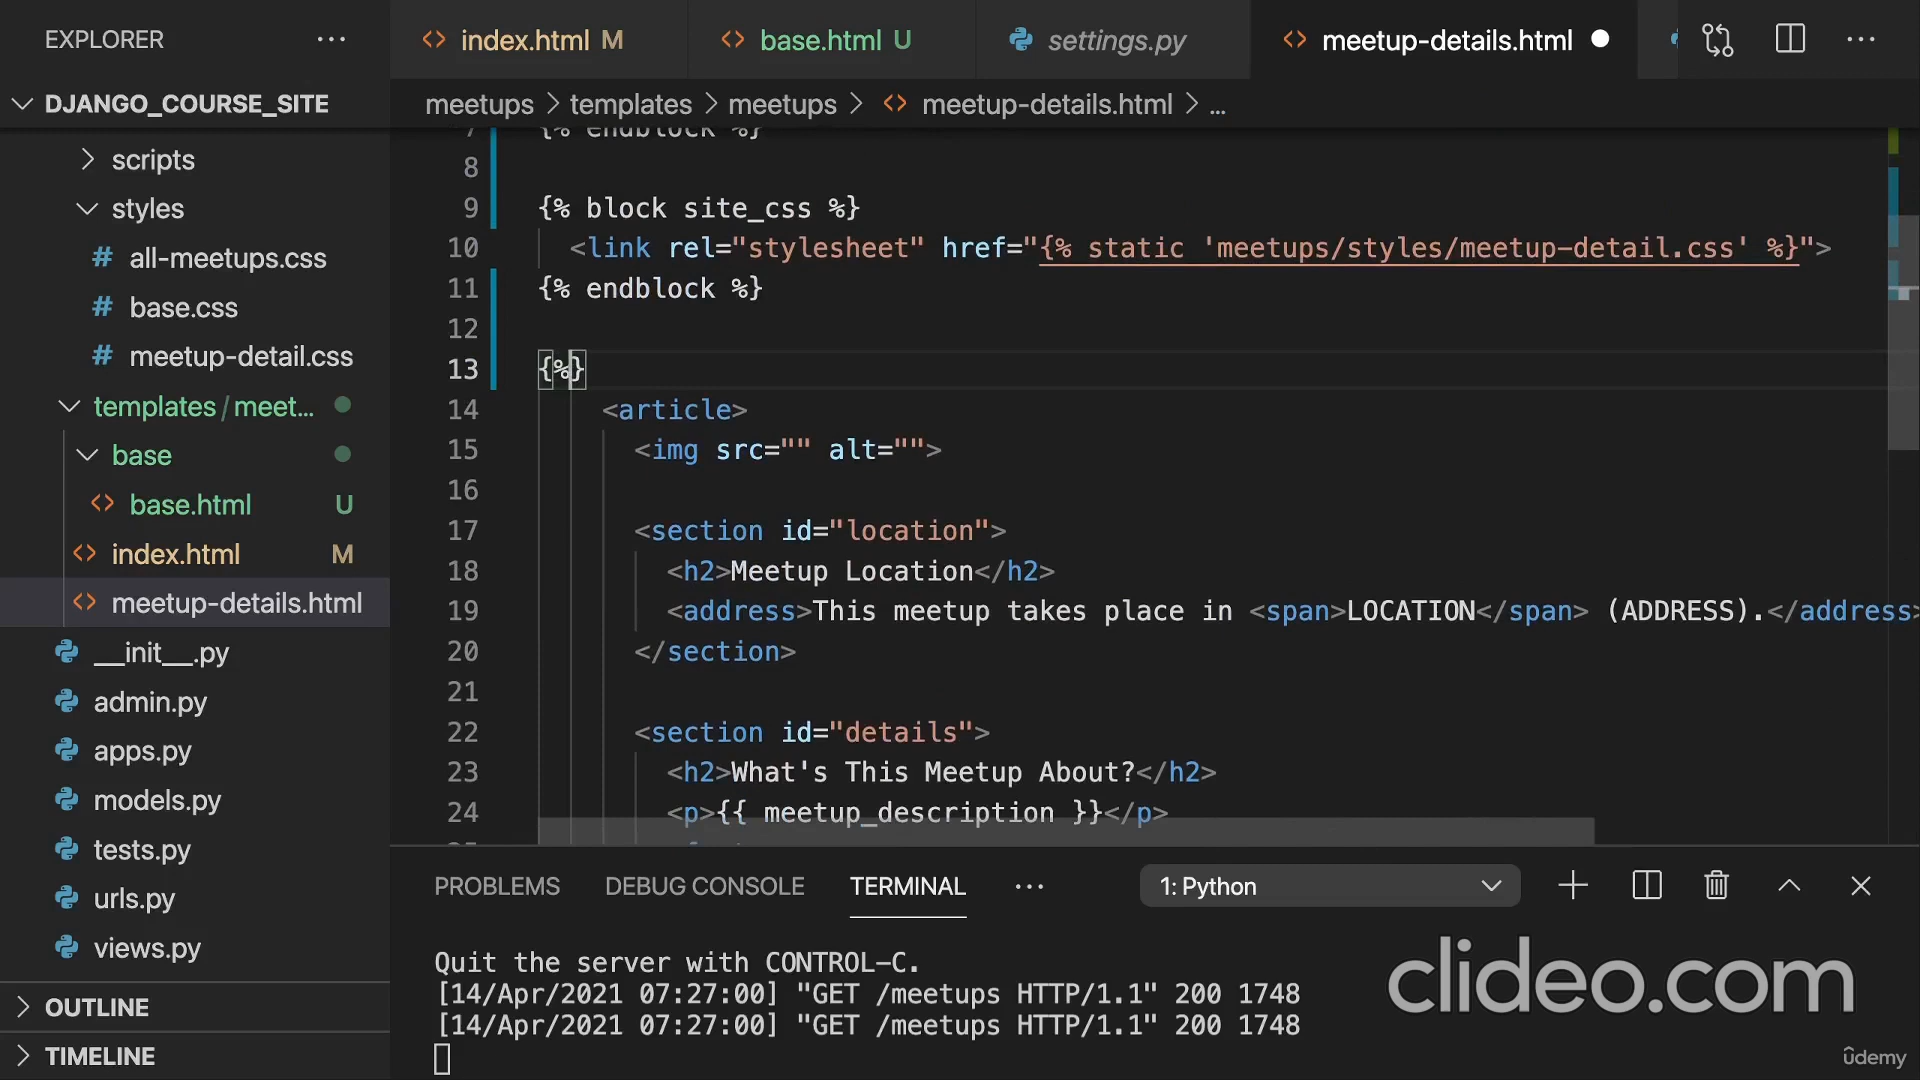 EXPLORER
DJANGO_COURSE_SITE
scripts
styles
# all-meetups.css
# base.css
# meetup-detail.css
templates/meet...
base
<> base.html U
<> index.html M
<> meetup-details.html
__init__.py
admin.py
apps.py
models.py
tests.py
urls.py
views.py
OUTLINE
TIMELINE
<> index.html M <> base.html U settings.py <> meetup-details.html
meetups > templates > meetups > <> meetup-details.html > ...
7 {% endblock %}
8
9 {% block site_css %}
10 <link rel="stylesheet" href="{% static 'meetups/styles/meetup-detail.css' %}">
11 {% endblock %}
12
13 {%}
14 <article>
15 <img src="" alt="">
16
17 <section id="location">
18 <h2>Meetup Location</h2>
19 <address>This meetup takes place in <span>LOCATION</span> (ADDRESS).</address>
20 </section>
21
22 <section id="details">
23 <h2>What's This Meetup About?</h2>
24 <p>{{ meetup_description }}</p>
PROBLEMS DEBUG CONSOLE TERMINAL ... 1: Python
Quit the server with CONTROL-C.
[14/Apr/2021 07:27:00] "GET /meetups HTTP/1.1" 200 1748
[14/Apr/2021 07:27:00] "GET /meetups HTTP/1.1" 200 1748
clideo.com
ûdemy